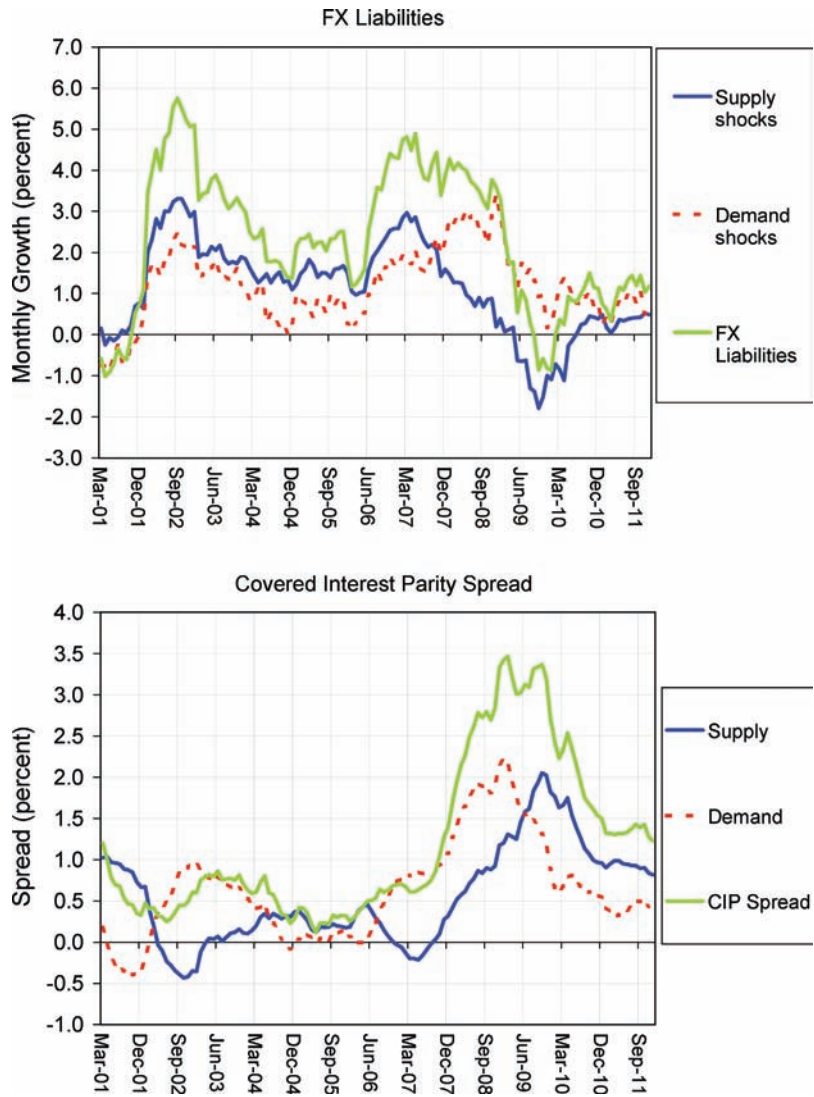 FX Liabilities
Monthly Growth (percent)
7.0
6.0
5.0
4.0
3.0
2.0
1.0
0.0
-1.0
-2.0
-3.0
Mar-01
Dec-01
Sep-02
Jun-03
Mar-04
Dec-04
Sep-05
Jun-06
Mar-07
Dec-07
Sep-08
Jun-09
Mar-10
Dec-10
Sep-11
Supply
shocks
Demand
shocks
FX
Liabilities
Covered Interest Parity Spread
Spread (percent)
4.0
3.5
3.0
2.5
2.0
1.5
1.0
0.5
0.0
-0.5
-1.0
Mar-01
Dec-01
Sep-02
Jun-03
Mar-04
Dec-04
Sep-05
Jun-06
Mar-07
Dec-07
Sep-08
Jun-09
Mar-10
Dec-10
Sep-11
Supply
Demand
CIP Spread